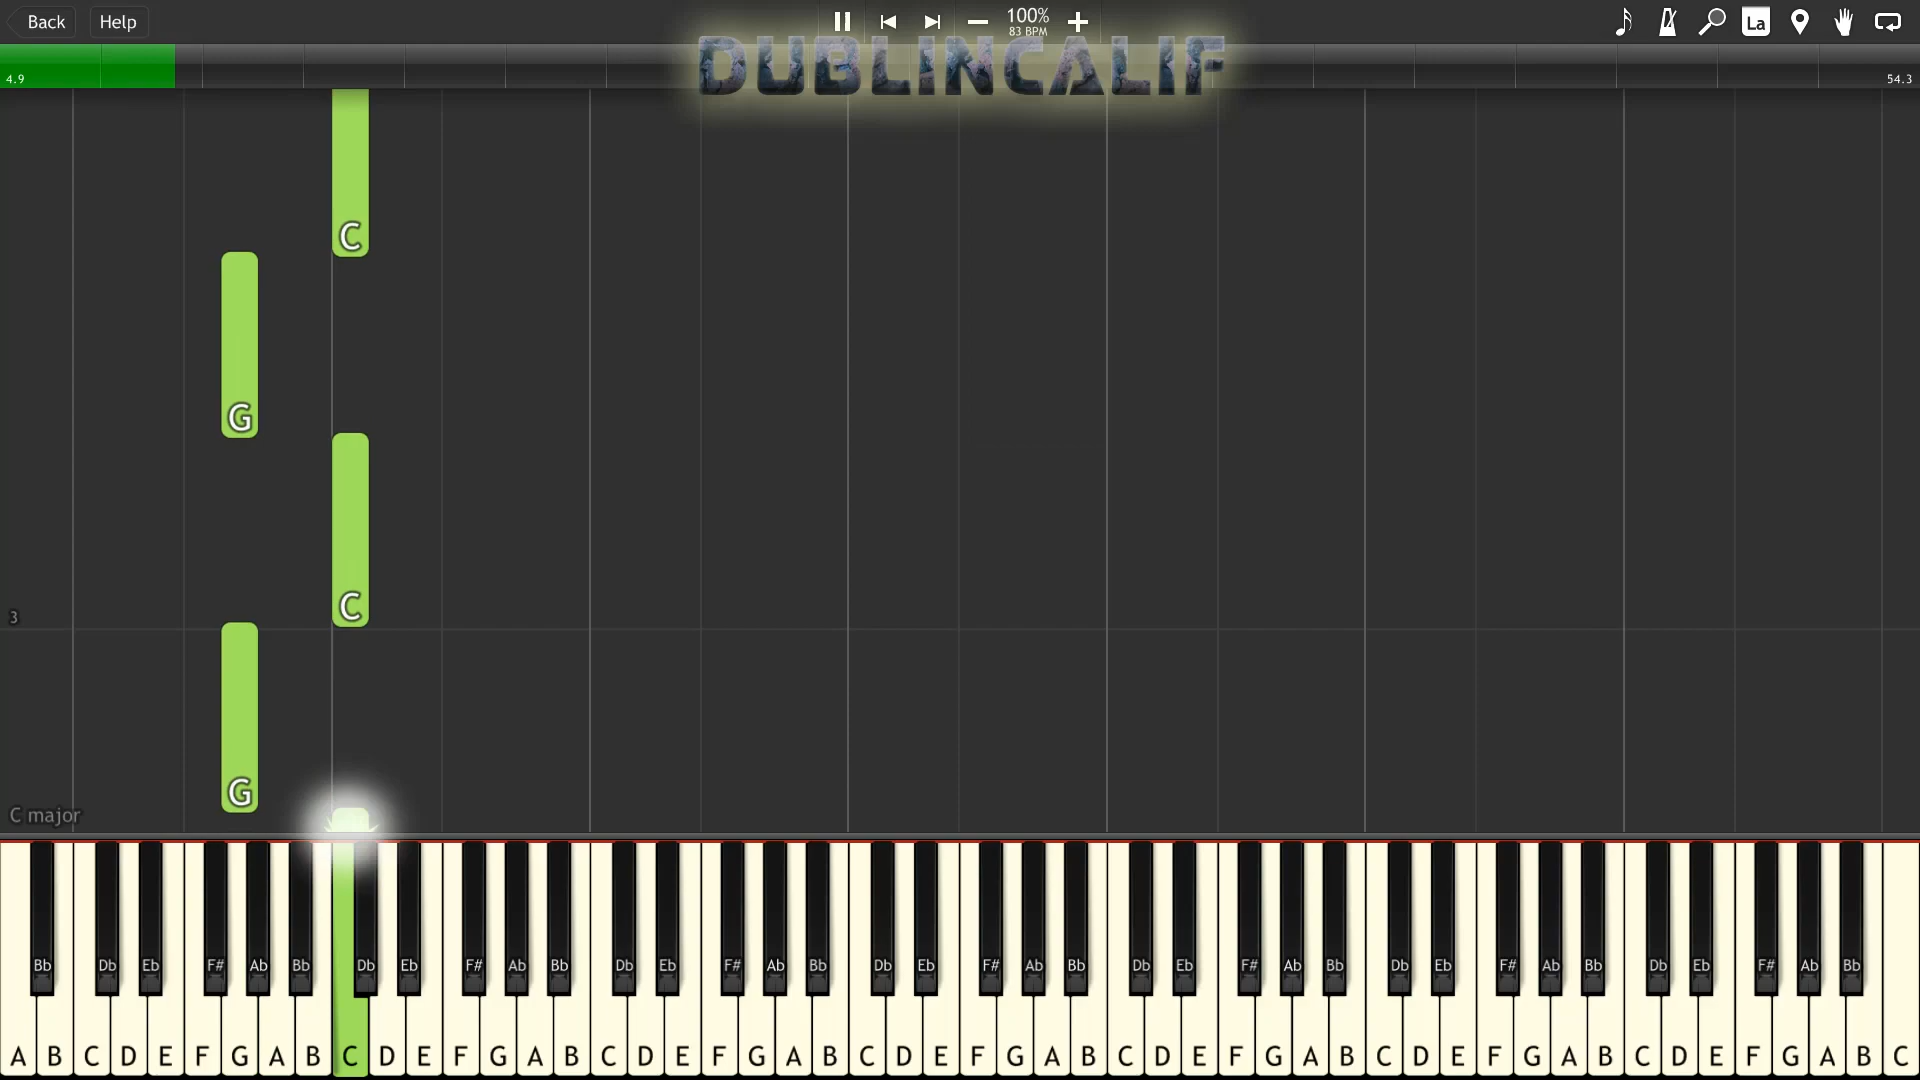 Back Help 100%
83 BPM
La
DUBLINCALIF
4.9 54.3
C
G
C
3
G
C major
Bb Db Eb F# Ab Bb Db Eb F# Ab Bb Db Eb F# Ab Bb Db Eb F# Ab Bb Db Eb F# Ab Bb Db Eb F# Ab Bb Db Eb F# Ab Bb
A B C D E F G A B C D E F G A B C D E F G A B C D E F G A B C D E F G A B C D E F G A B C D E F G A B C